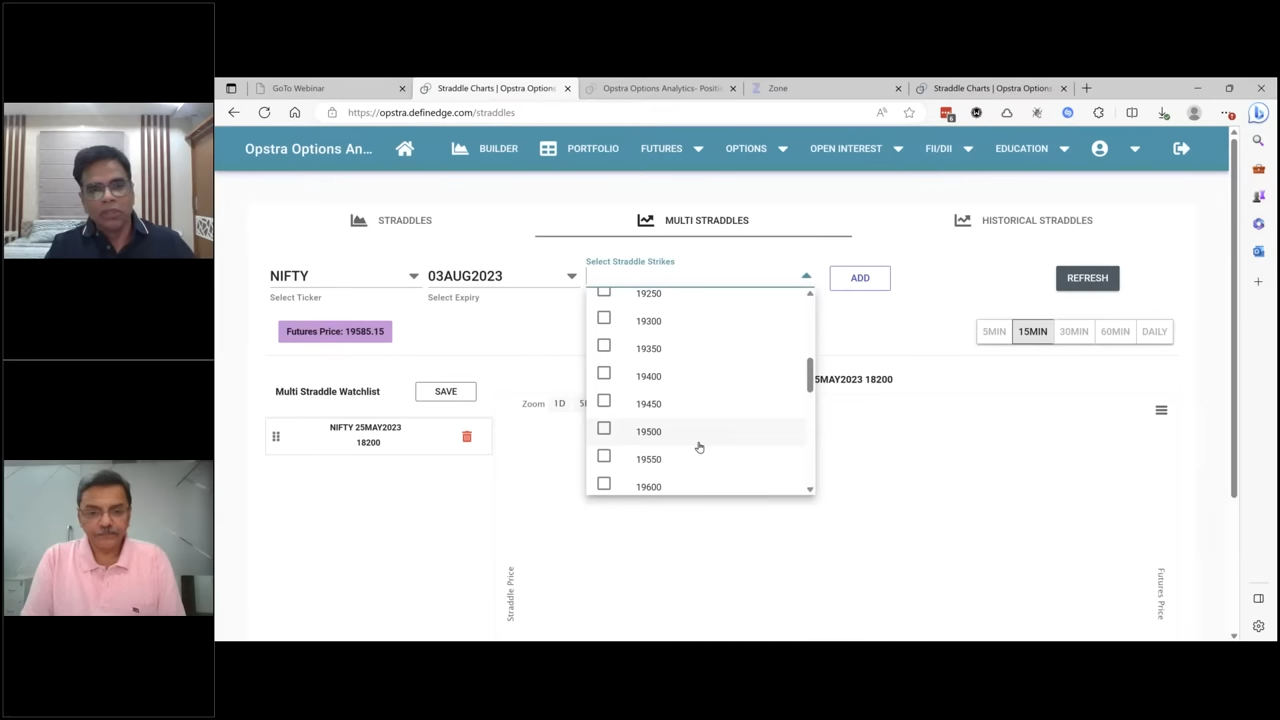 GoTo Webinar
Straddle Charts | Opstra Options
Opstra Options Analytics- Positi
Zone
Straddle Charts | Opstra Options
https://opstra.definedge.com/straddles
Opstra Options An...
BUILDER
PORTFOLIO
FUTURES
OPTIONS
OPEN INTEREST
FII/DII
EDUCATION
STRADDLES
MULTI STRADDLES
HISTORICAL STRADDLES
NIFTY
Select Ticker
03AUG2023
Select Expiry
Select Straddle Strikes
ADD
REFRESH
Futures Price: 19585.15
5MIN
15MIN
30MIN
60MIN
DAILY
19250
19300
19350
19400
19450
19500
19550
19600
Multi Straddle Watchlist
SAVE
NIFTY 25MAY2023
18200
5MAY2023 18200
Zoom 1D
Straddle Price
Futures Price